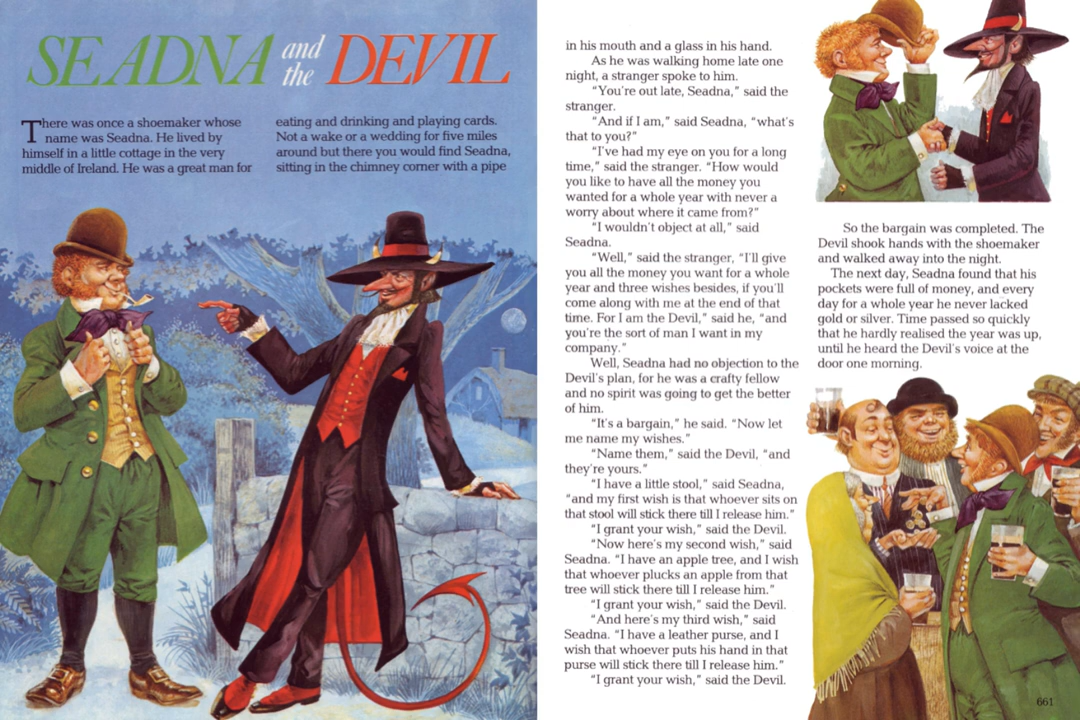 SEADNA and the DEVIL
There was once a shoemaker whose
name was Seadna. He lived by
himself in a little cottage in the very
middle of Ireland. He was a great man for
eating and drinking and playing cards.
Not a wake or a wedding for five miles
around but there you would find Seadna,
sitting in the chimney corner with a pipe
in his mouth and a glass in his hand.
As he was walking home late one
night, a stranger spoke to him.
"You're out late, Seadna," said the
stranger.
"And if I am," said Seadna, "what's
that to you?"
"I've had my eye on you for a long
time," said the stranger. "How would
you like to have all the money you
wanted for a whole year with never a
worry about where it came from?"
"I wouldn't object at all," said
Seadna.
"Well," said the stranger, "I'll give
you all the money you want for a whole
year and three wishes besides, if you'll
come along with me at the end of that
time. For I am the Devil," said he, "and
you're the sort of man I want in my
company."
Well, Seadna had no objection to the
Devil's plan, for he was a crafty fellow
and no spirit was going to get the better
of him.
"It's a bargain," he said. "Now let
me name my wishes."
"Name them," said the Devil, "and
they're yours."
"I have a little stool," said Seadna,
"and my first wish is that whoever sits on
that stool will stick there till I release him."
"I grant your wish," said the Devil.
"Now here's my second wish," said
Seadna. "I have an apple tree, and I wish
that whoever plucks an apple from that
tree will stick there till I release him."
"I grant your wish," said the Devil.
"And here's my third wish," said
Seadna. "I have a leather purse, and I
wish that whoever puts his hand in that
purse will stick there till I release him."
"I grant your wish," said the Devil.
So the bargain was completed. The
Devil shook hands with the shoemaker
and walked away into the night.
The next day, Seadna found that his
pockets were full of money, and every
day for a whole year he never lacked
gold or silver. Time passed so quickly
that he hardly realised the year was up,
until he heard the Devil's voice at the
door one morning.
661